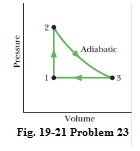 Pressure
2
Adiabatic
1
3
Volume
Fig. 19-21 Problem 23